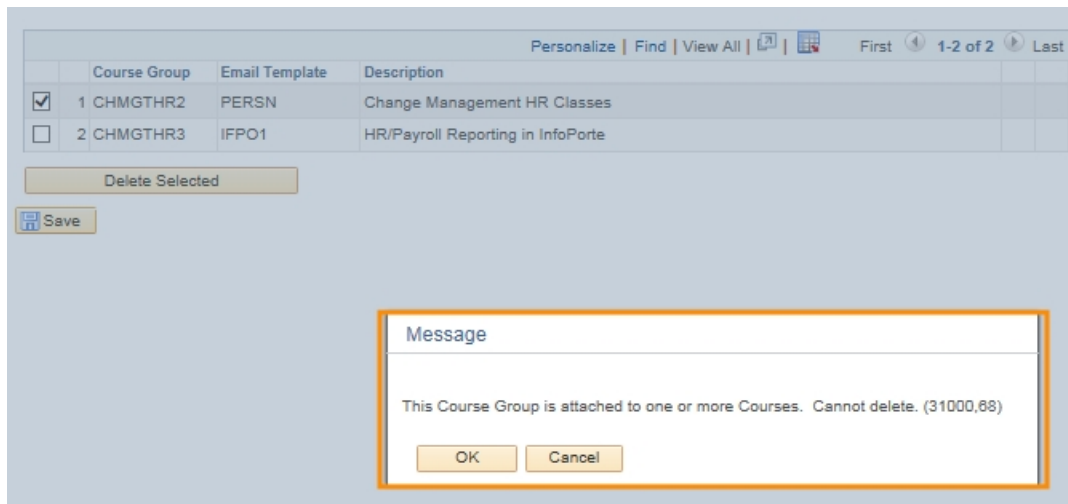 Personalize | Find | View All | | First 1-2 of 2 Last
Course Group Email Template Description
1 CHMGTHR2 PERSN Change Management HR Classes
2 CHMGTHR3 IFPO1 HR/Payroll Reporting in InfoPorte
Delete Selected
Save
Message
This Course Group is attached to one or more Courses. Cannot delete. (31000,68)
OK Cancel